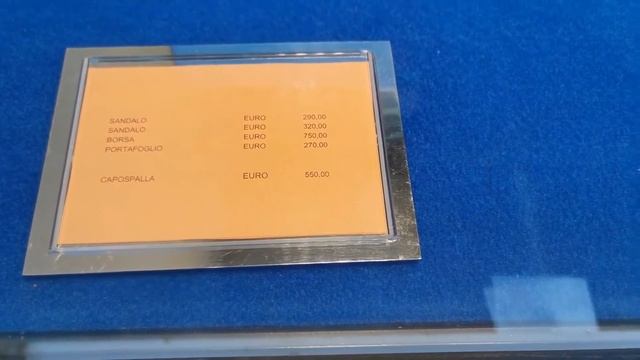 SANDALO EURO 290,00
SANDALO EURO 320,00
BORSA EURO 750,00
PORTAFOGLIO EURO 270.00
CAPOSPALLA EURO 550,00